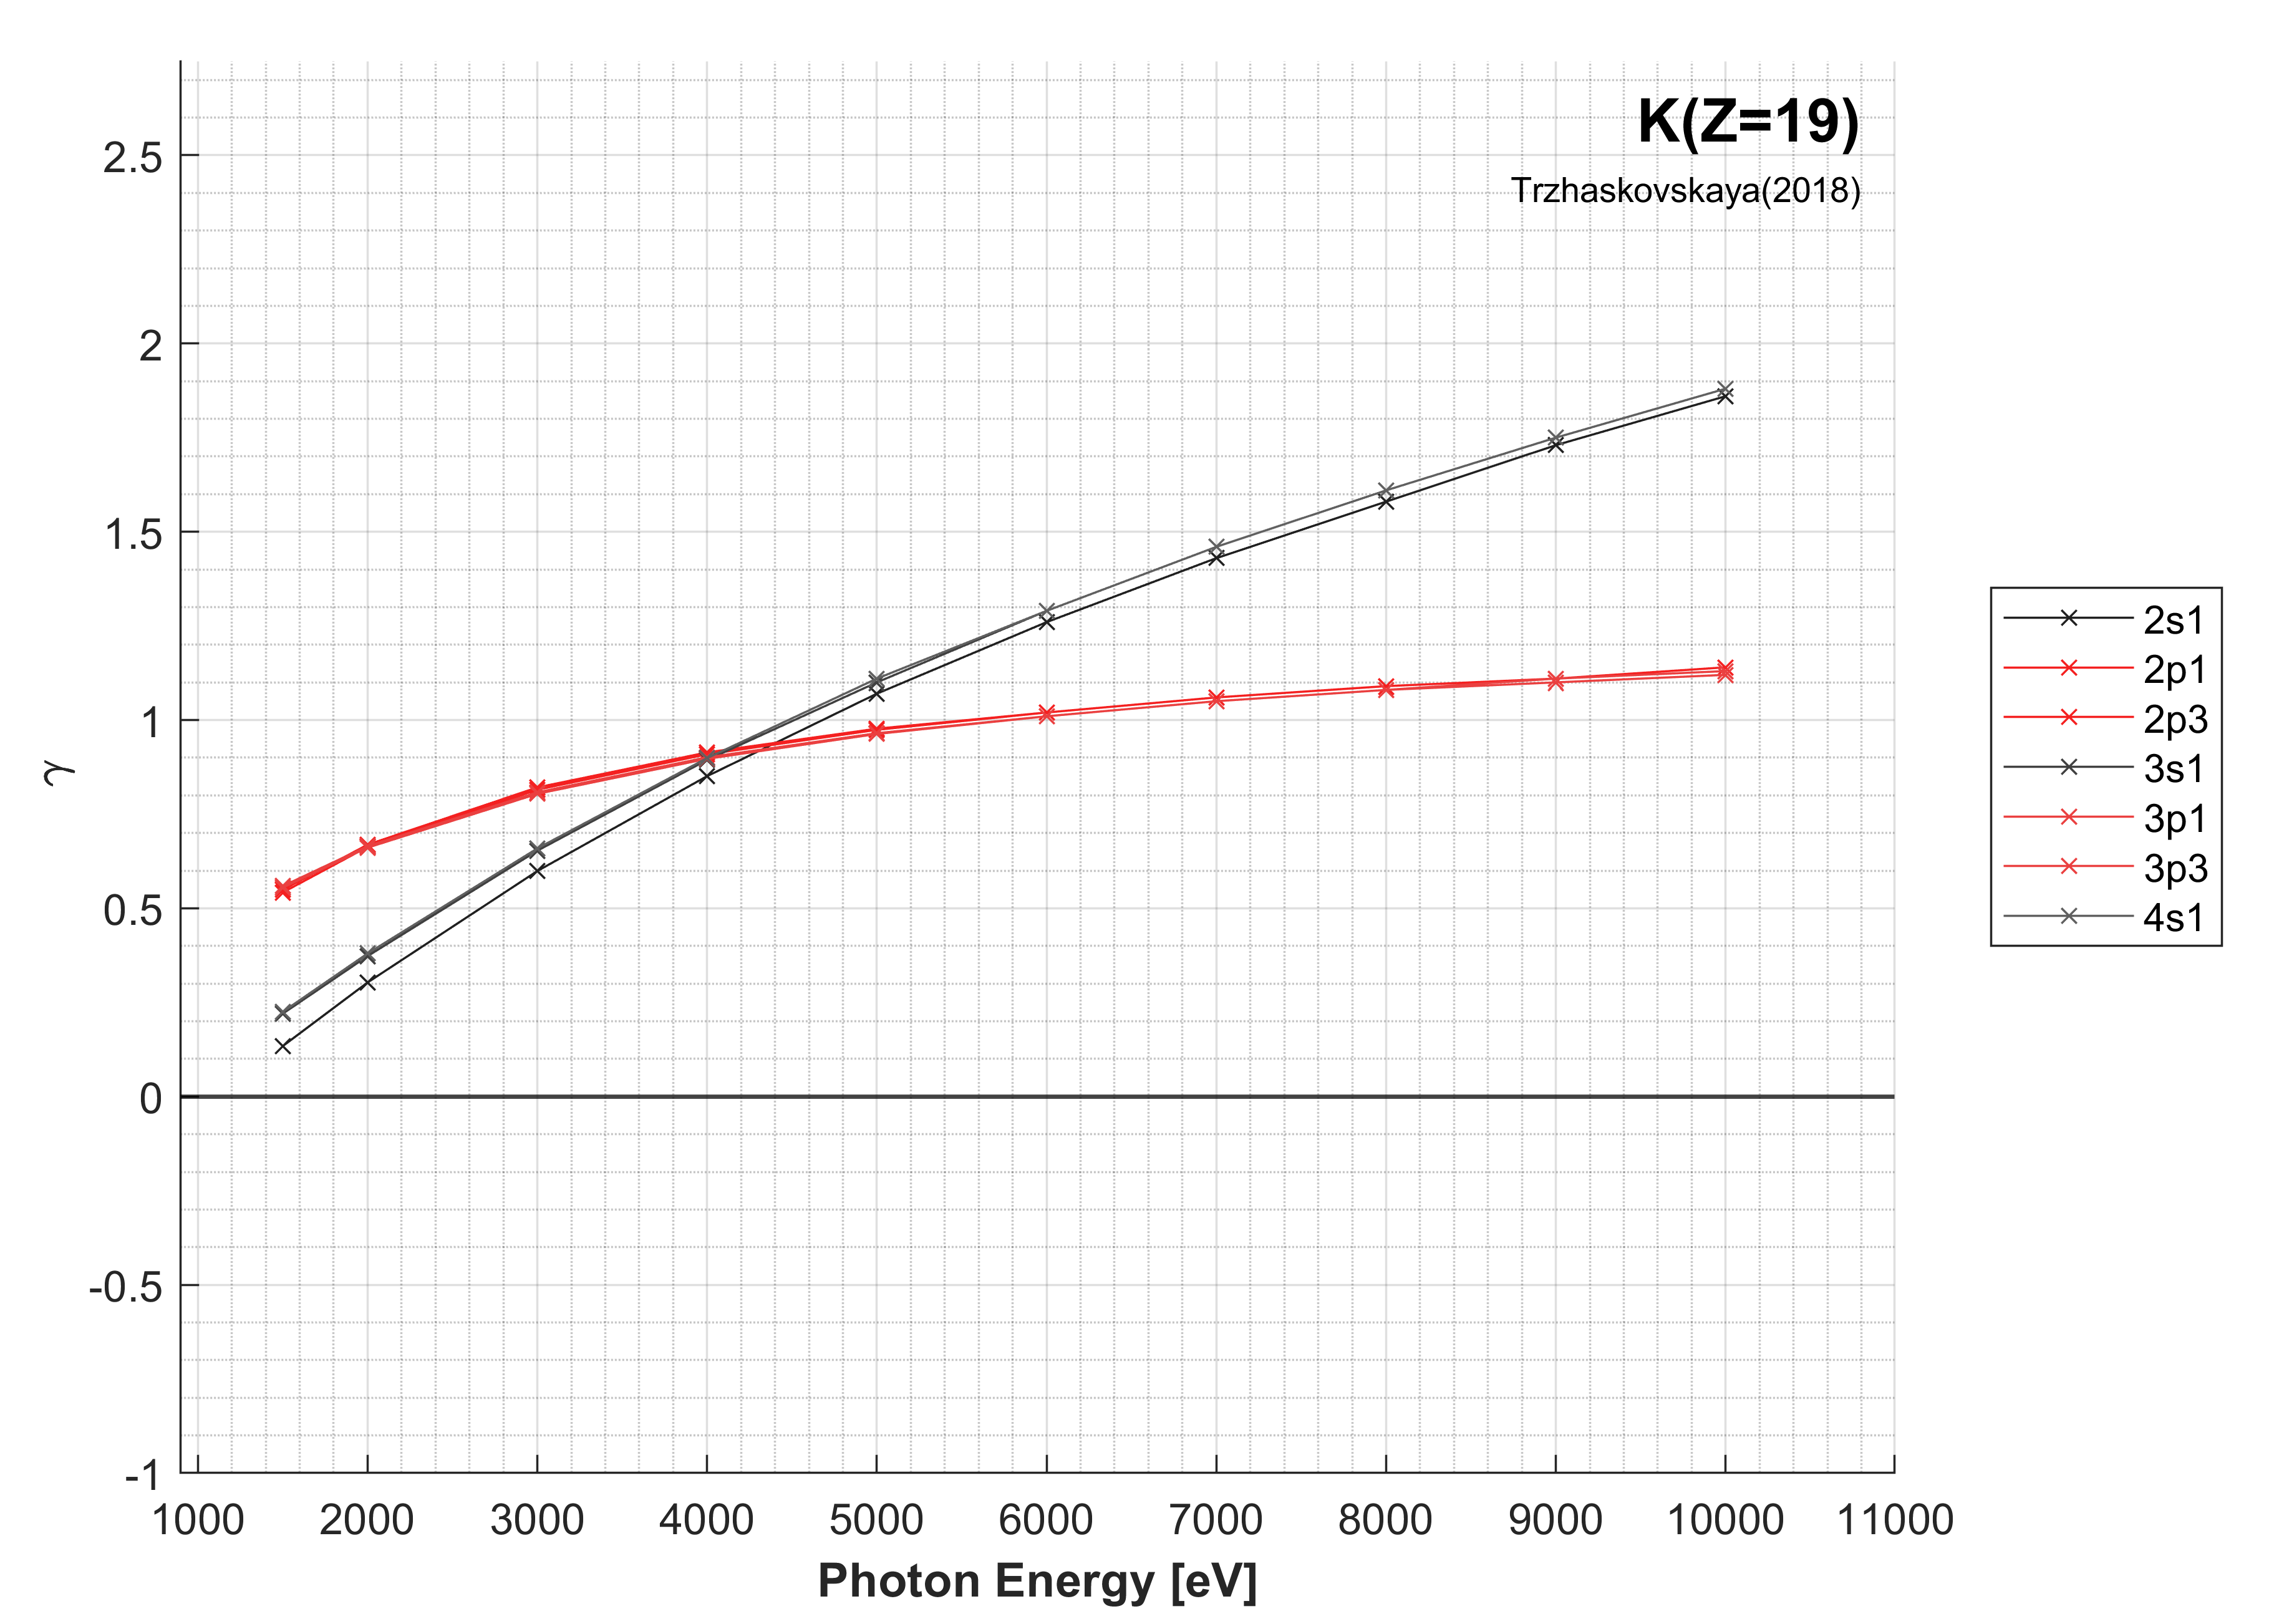 K(Z=19)
Trzhaskovskaya(2018)
2.5
2
1.5
1
0.5
0
-0.5
-1
γ
1000 2000 3000 4000 5000 6000 7000 8000 9000 10000 11000
Photon Energy [eV]
2s1
2p1
2p3
3s1
3p1
3p3
4s1